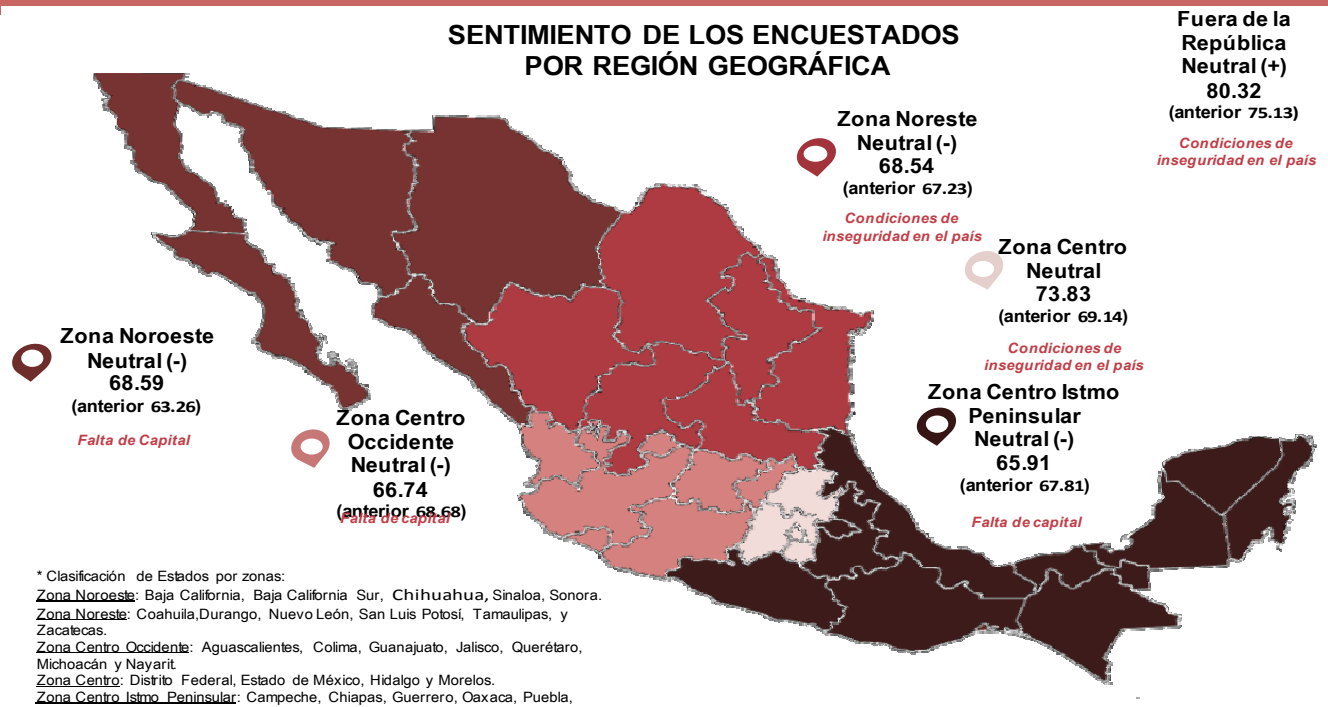 SENTIMIENTO DE LOS ENCUESTADOS
POR REGIÓN GEOGRÁFICA
Fuera de la
República
Neutral (+)
80.32
(anterior 75.13)
Condiciones de
inseguridad en el país
Zona Noreste
Neutral (-)
68.54
(anterior 67.23)
Condiciones de
inseguridad en el país
Zona Centro
Neutral
73.83
(anterior 69.14)
Condiciones de
inseguridad en el país
Zona Noroeste
Neutral (-)
68.59
(anterior 63.26)
Falta de Capital
Zona Centro
Occidente
Neutral (-)
66.74
(anterior 68.68)
Falta de capital
Zona Centro Istmo
Peninsular
Neutral (-)
65.91
(anterior 67.81)
Falta de capital
* Clasificación de Estados por zonas:
Zona Noroeste: Baja California, Baja California Sur, Chihuahua, Sinaloa, Sonora.
Zona Noreste: Coahuila,Durango, Nuevo León, San Luis Potosí, Tamaulipas, y
Zacatecas.
Zona Centro Occidente: Aguascalientes, Colima, Guanajuato, Jalisco, Querétaro,
Michoacán y Nayarit.
Zona Centro: Distrito Federal, Estado de México, Hidalgo y Morelos.
Zona Centro Istmo Peninsular: Campeche, Chiapas, Guerrero, Oaxaca, Puebla,